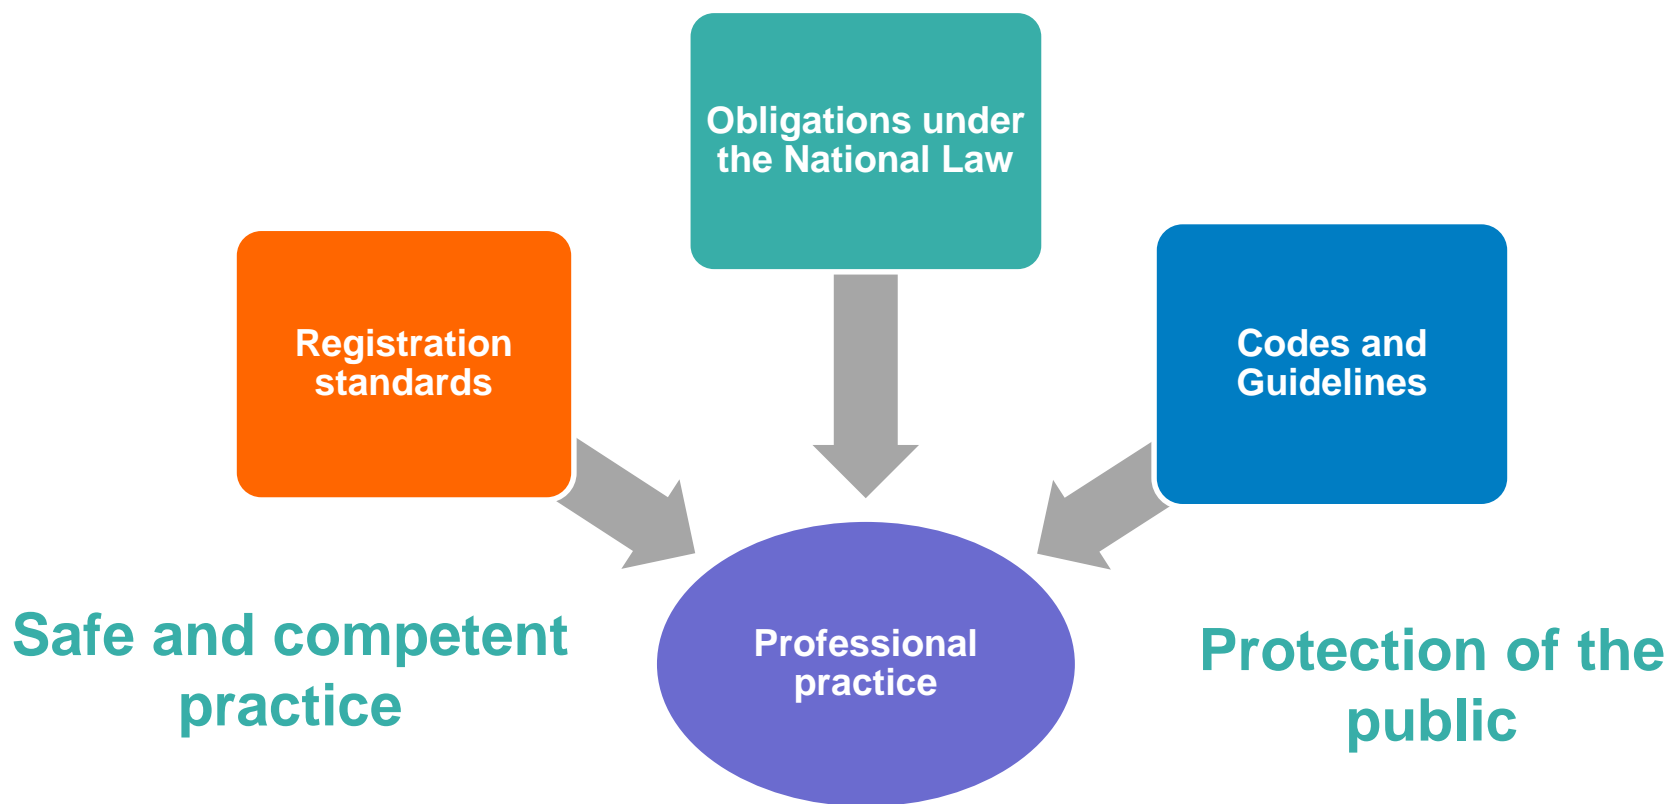 Obligations under
the National Law
Registration
standards
Codes and
Guidelines
Safe and competent
practice
Professional
practice
Protection of the
public